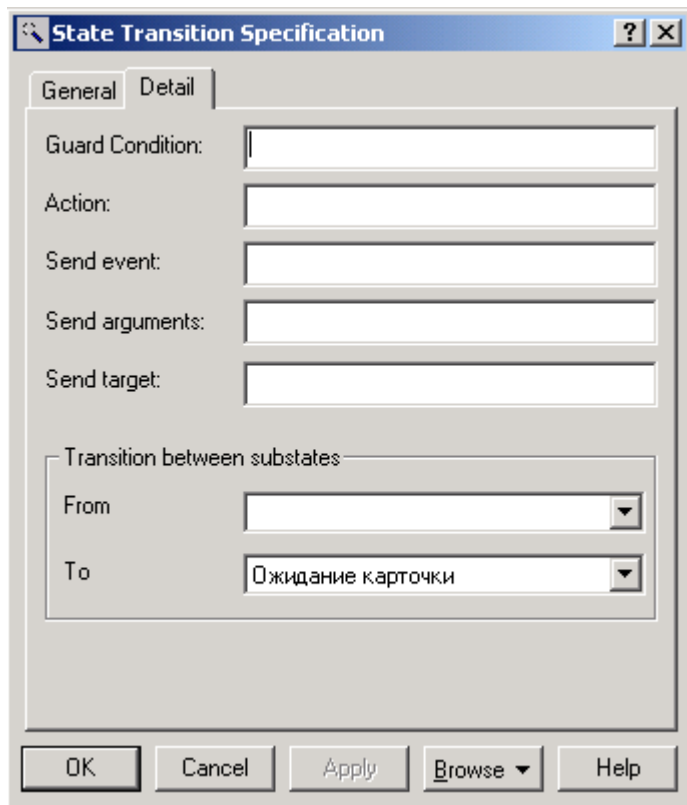 State Transition Specification
General Detail
Guard Condition:
Action:
Send event:
Send arguments:
Send target:
Transition between substates
From
To Ожидание карточки
OK Cancel Apply Browse Help